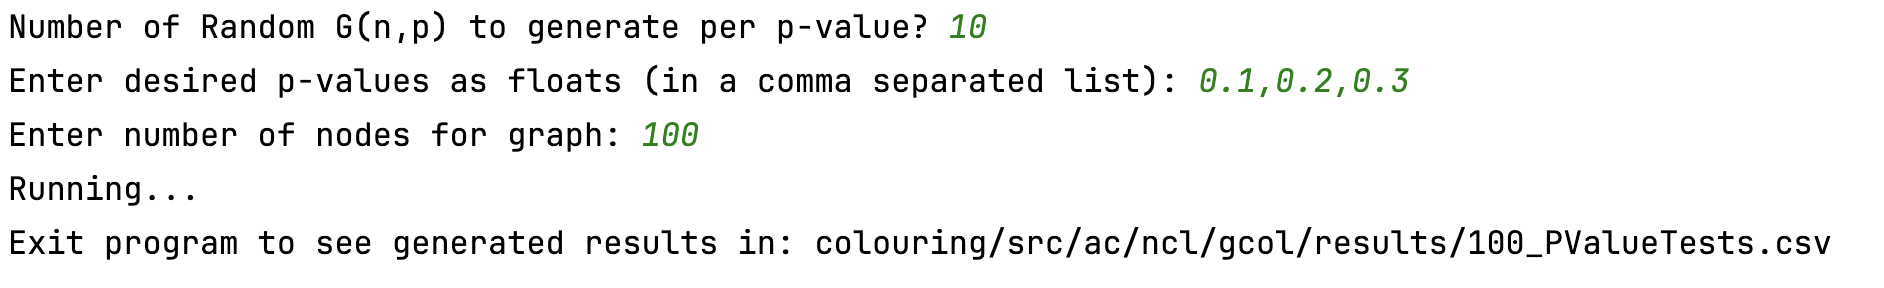 Number of Random G(n,p) to generate per p-value? 10
Enter desired p-values as floats (in a comma separated list): 0.1,0.2,0.3
Enter number of nodes for graph: 100
Running...
Exit program to see generated results in: colouring/src/ac/ncl/gcol/results/100_PValueTests.csv